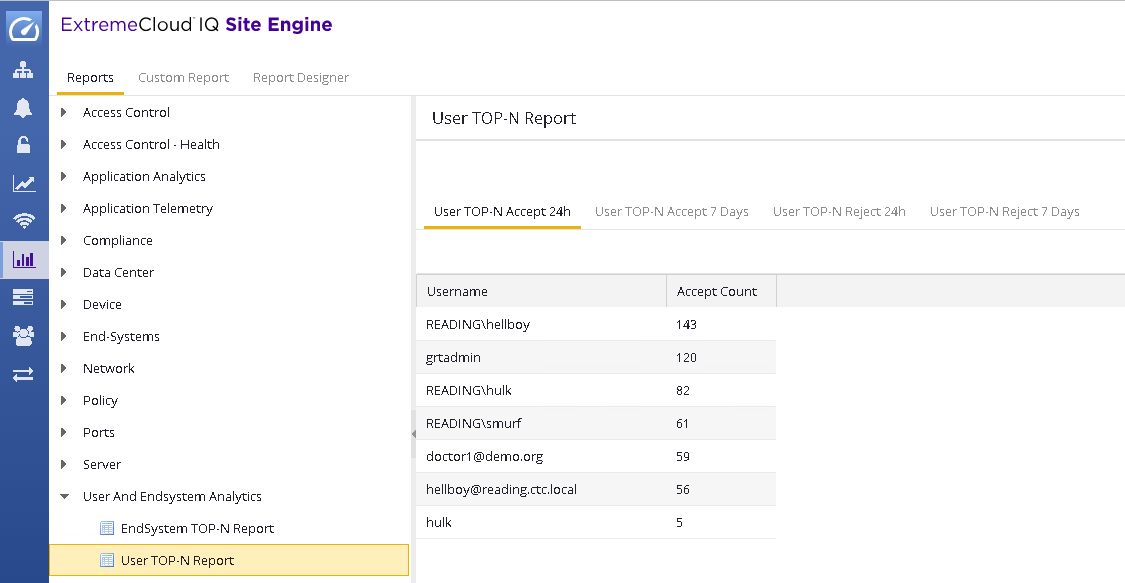 ExtremeCloud IQ Site Engine
Reports Custom Report Report Designer
Access Control
Access Control - Health
Application Analytics
Application Telemetry
Compliance
Data Center
Device
End-Systems
Network
Policy
Ports
Server
User And Endsystem Analytics
EndSystem TOP-N Report
User TOP-N Report
User TOP-N Report
User TOP-N Accept 24h User TOP-N Accept 7 Days User TOP-N Reject 24h User TOP-N Reject 7 Days
Username Accept Count
READING\hellboy 143
grtadmin 120
READING\hulk 82
READING\smurf 61
doctor1@demo.org 59
hellboy@reading.ctc.local 56
hulk 5